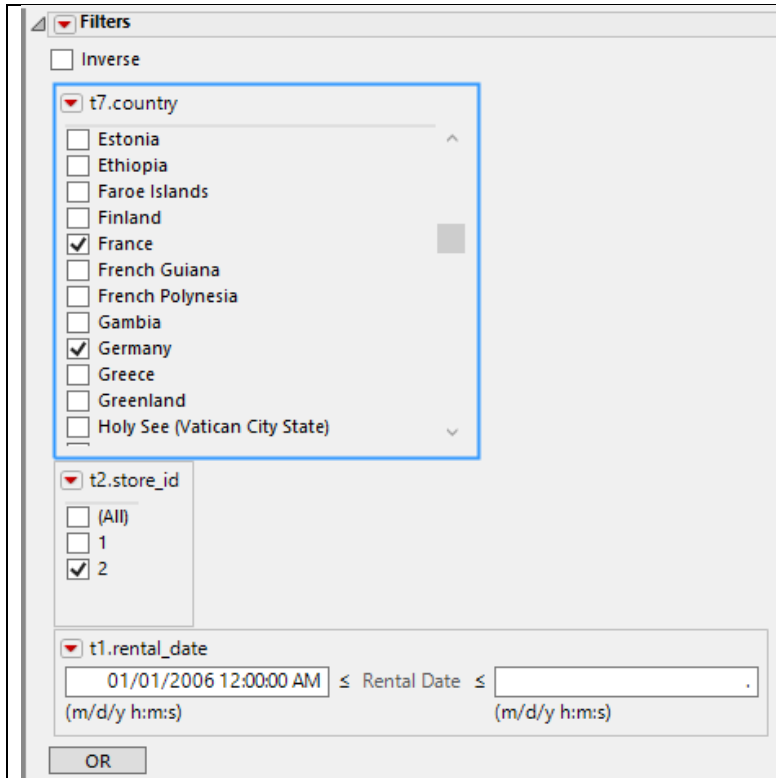 Filters
Inverse
t7.country
Estonia
Ethiopia
Faroe Islands
Finland
France
French Guiana
French Polynesia
Gambia
Germany
Greece
Greenland
Holy See (Vatican City State)
t2.store_id
(All)
1
2
t1.rental_date
01/01/2006 12:00:00 AM ≤ Rental Date ≤ .
(m/d/y h:m:s) (m/d/y h:m:s)
OR